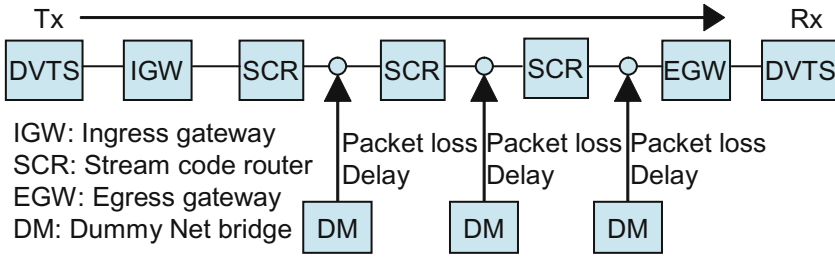 Tx
Rx
DVTS
IGW
SCR
SCR
SCR
EGW
DVTS
IGW: Ingress gateway
SCR: Stream code router
EGW: Egress gateway
DM: Dummy Net bridge
Packet loss
Delay
Packet loss
Delay
Packet loss
Delay
DM
DM
DM